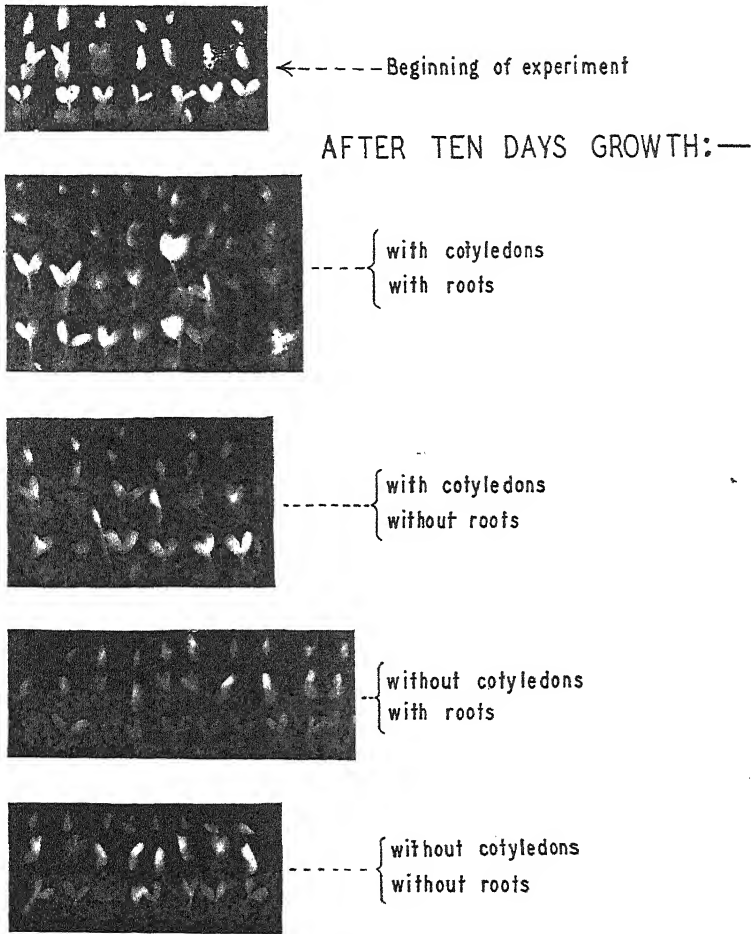 Beginning of experiment
AFTER TEN DAYS GROWTH:—
with cotyledons
with roots
with cotyledons
without roots
without cotyledons
with roots
without cotyledons
without roots